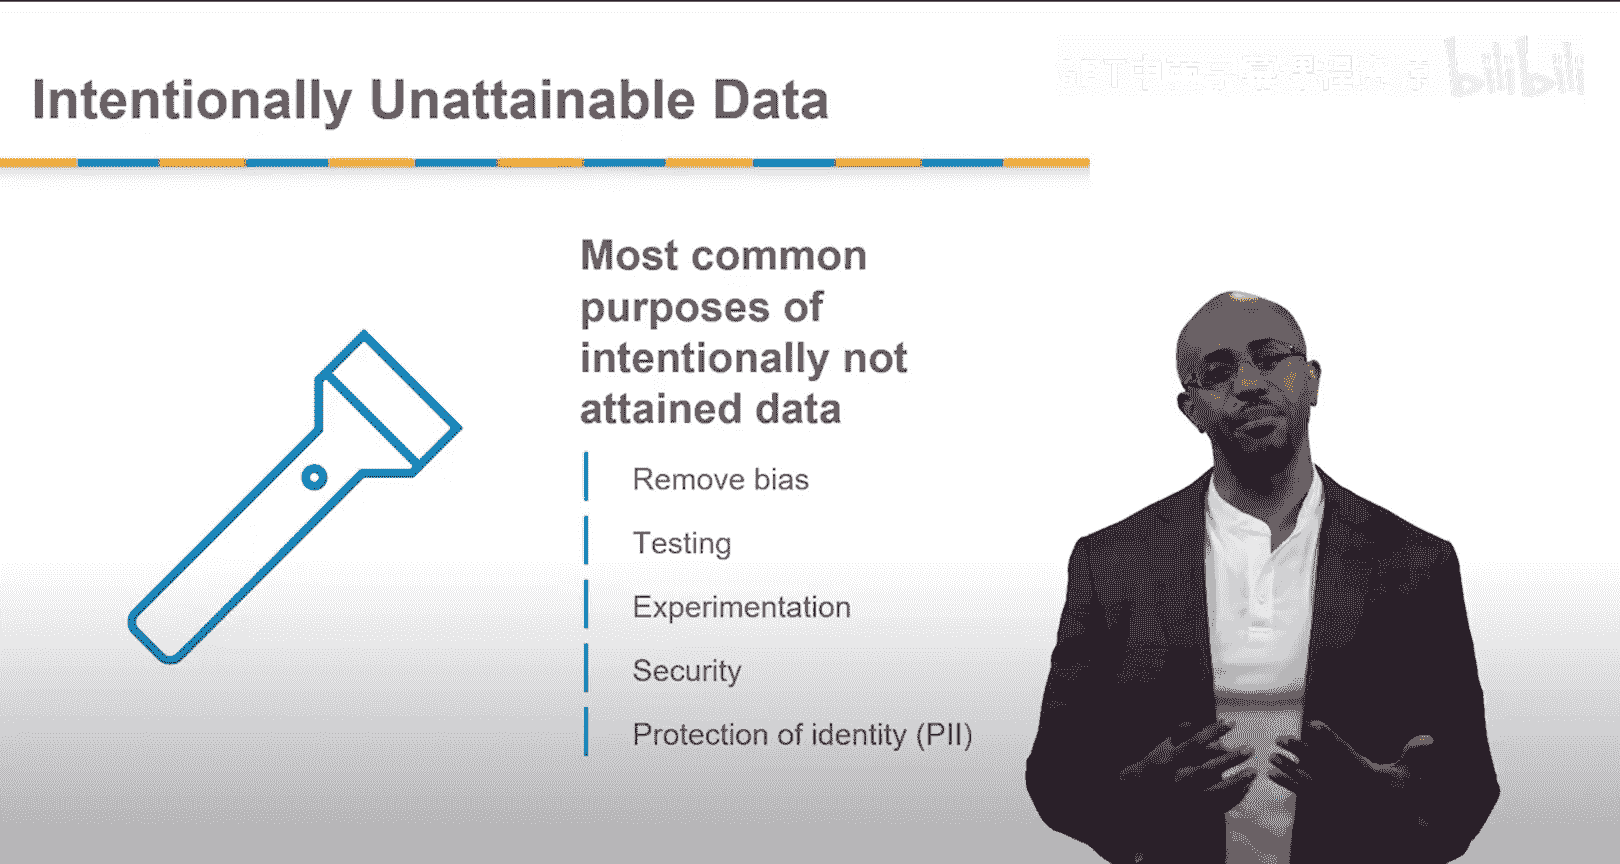 bilibili
Intentionally Unattainable Data
Most common
purposes of
intentionally not
attained data
Remove bias
Testing
Experimentation
Security
Protection of identity (PII)